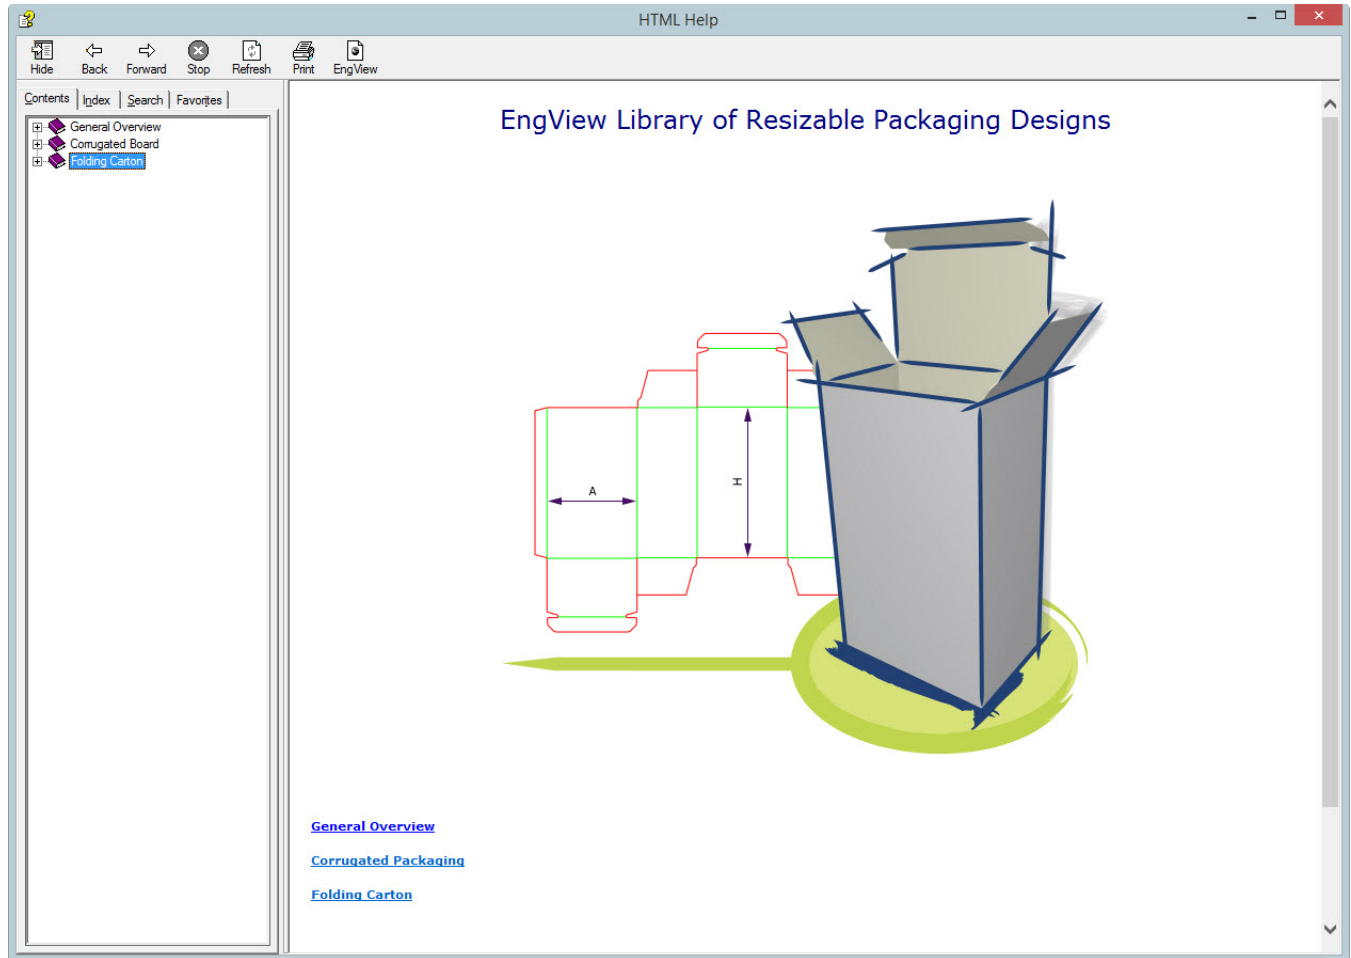 HTML Help
Hide Back Forward Stop Refresh Print EngView
Contents Index Search Favorites
General Overview
Corrugated Board
Folding Carton
EngView Library of Resizable Packaging Designs
A
H
General Overview
Corrugated Packaging
Folding Carton